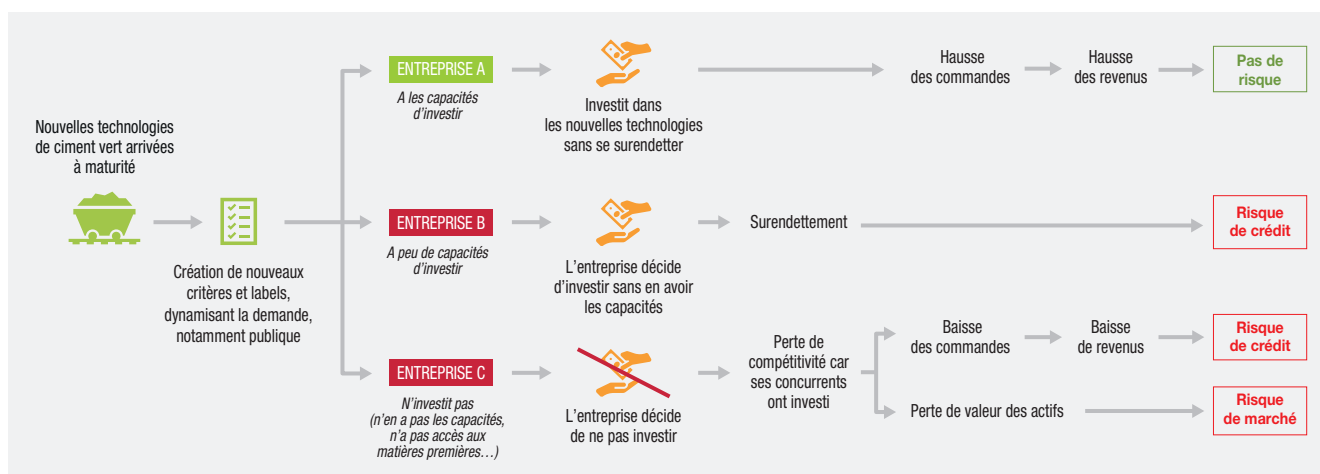 Nouvelles technologies
de ciment vert arrivées
à maturité
Création de nouveaux
critères et labels,
dynamisant la demande,
notamment publique
ENTREPRISE A
A les capacités
d'investir
Investit dans
les nouvelles technologies
sans se surendetter
Hausse
des commandes
Hausse
des revenus
Pas de
risque
ENTREPRISE B
A peu de capacités
d'investir
L'entreprise décide
d'investir sans en avoir
les capacités
Surendettement
Risque
de crédit
ENTREPRISE C
N'investit pas
(n'en a pas les capacités,
n'a pas accès aux
matières premières…)
L'entreprise décide
de ne pas investir
Perte de
compétitivité car
ses concurrents
ont investi
Baisse
des commandes
Baisse
de revenus
Risque
de crédit
Perte de valeur des actifs
Risque
de marché